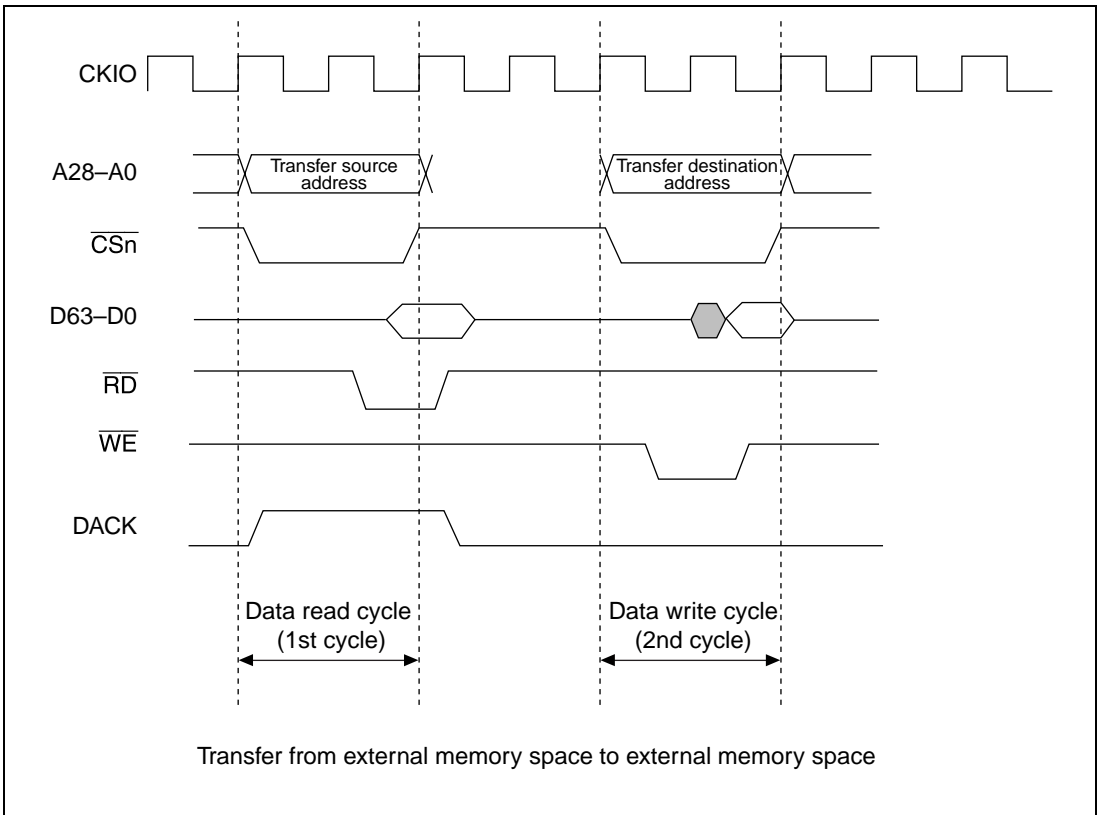 CKIO
A28–A0
Transfer source
address
Transfer destination
address
CSn
D63–D0
RD
WE
DACK
Data read cycle
(1st cycle)
Data write cycle
(2nd cycle)
Transfer from external memory space to external memory space